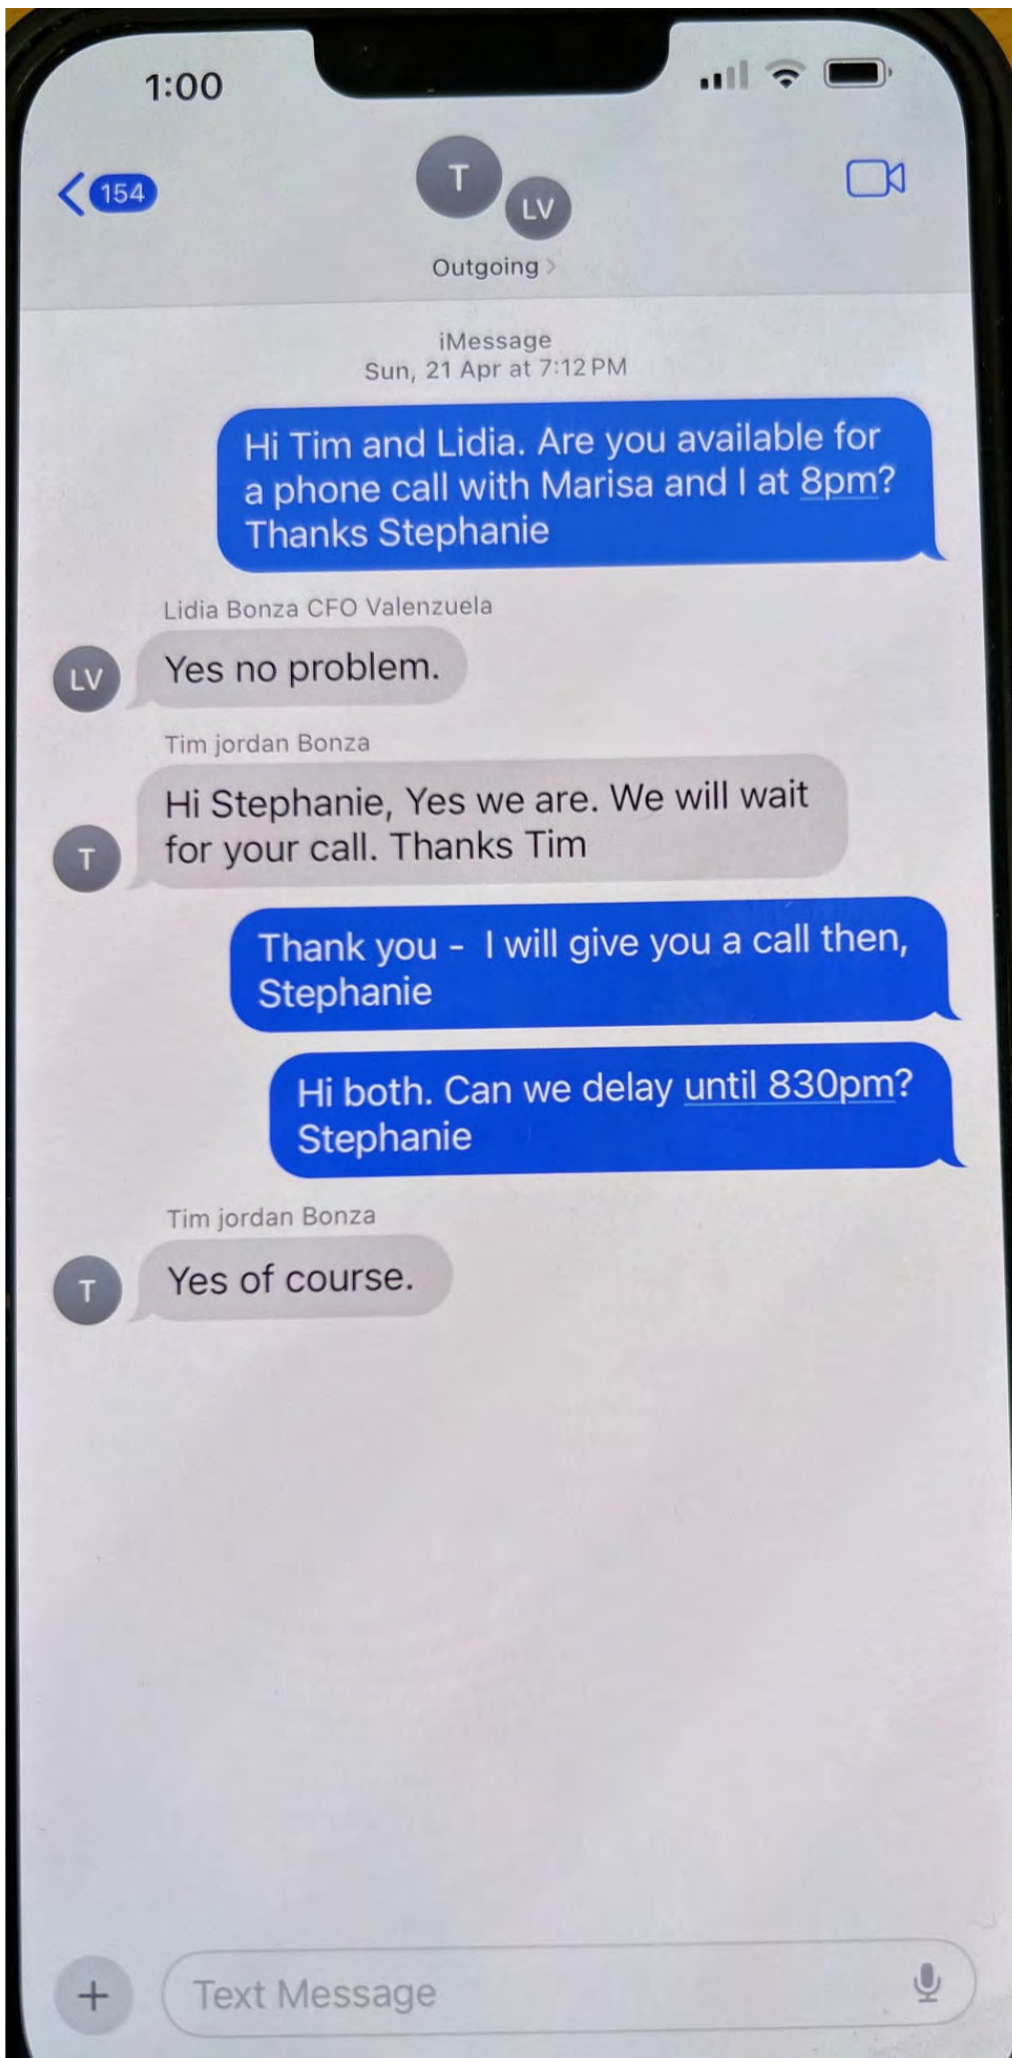 1:00
154
T
LV
Outgoing >
iMessage
Sun, 21 Apr at 7:12 PM
Hi Tim and Lidia. Are you available for
a phone call with Marisa and I at 8pm?
Thanks Stephanie
Lidia Bonza CFO Valenzuela
LV
Yes no problem.
Tim jordan Bonza
Hi Stephanie, Yes we are. We will wait
for your call. Thanks Tim
T
Thank you -  I will give you a call then,
Stephanie
Hi both. Can we delay until 830pm?
Stephanie
Tim jordan Bonza
T
Yes of course.
+
Text Message